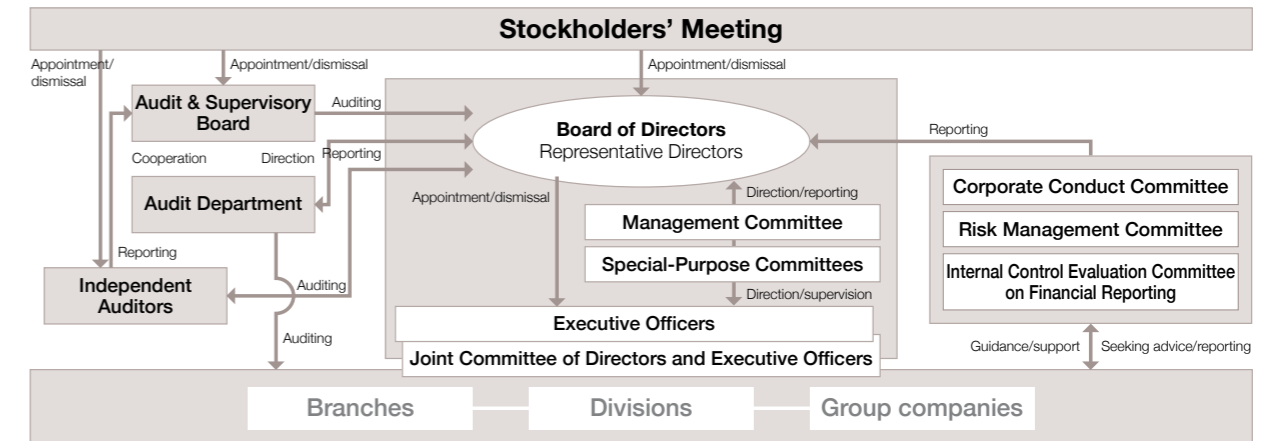 Stockholders' Meeting
Appointment/
dismissal
Appointment/dismissal
Appointment/dismissal
Audit & Supervisory
Board
Auditing
Board of Directors
Representative Directors
Reporting
Cooperation
Direction
Reporting
Audit Department
Appointment/dismissal
Direction/reporting
Management Committee
Special-Purpose Committees
Direction/supervision
Corporate Conduct Committee
Risk Management Committee
Internal Control Evaluation Committee
on Financial Reporting
Reporting
Independent
Auditors
Auditing
Auditing
Executive Officers
Joint Committee of Directors and Executive Officers
Guidance/support
Seeking advice/reporting
Branches
Divisions
Group companies